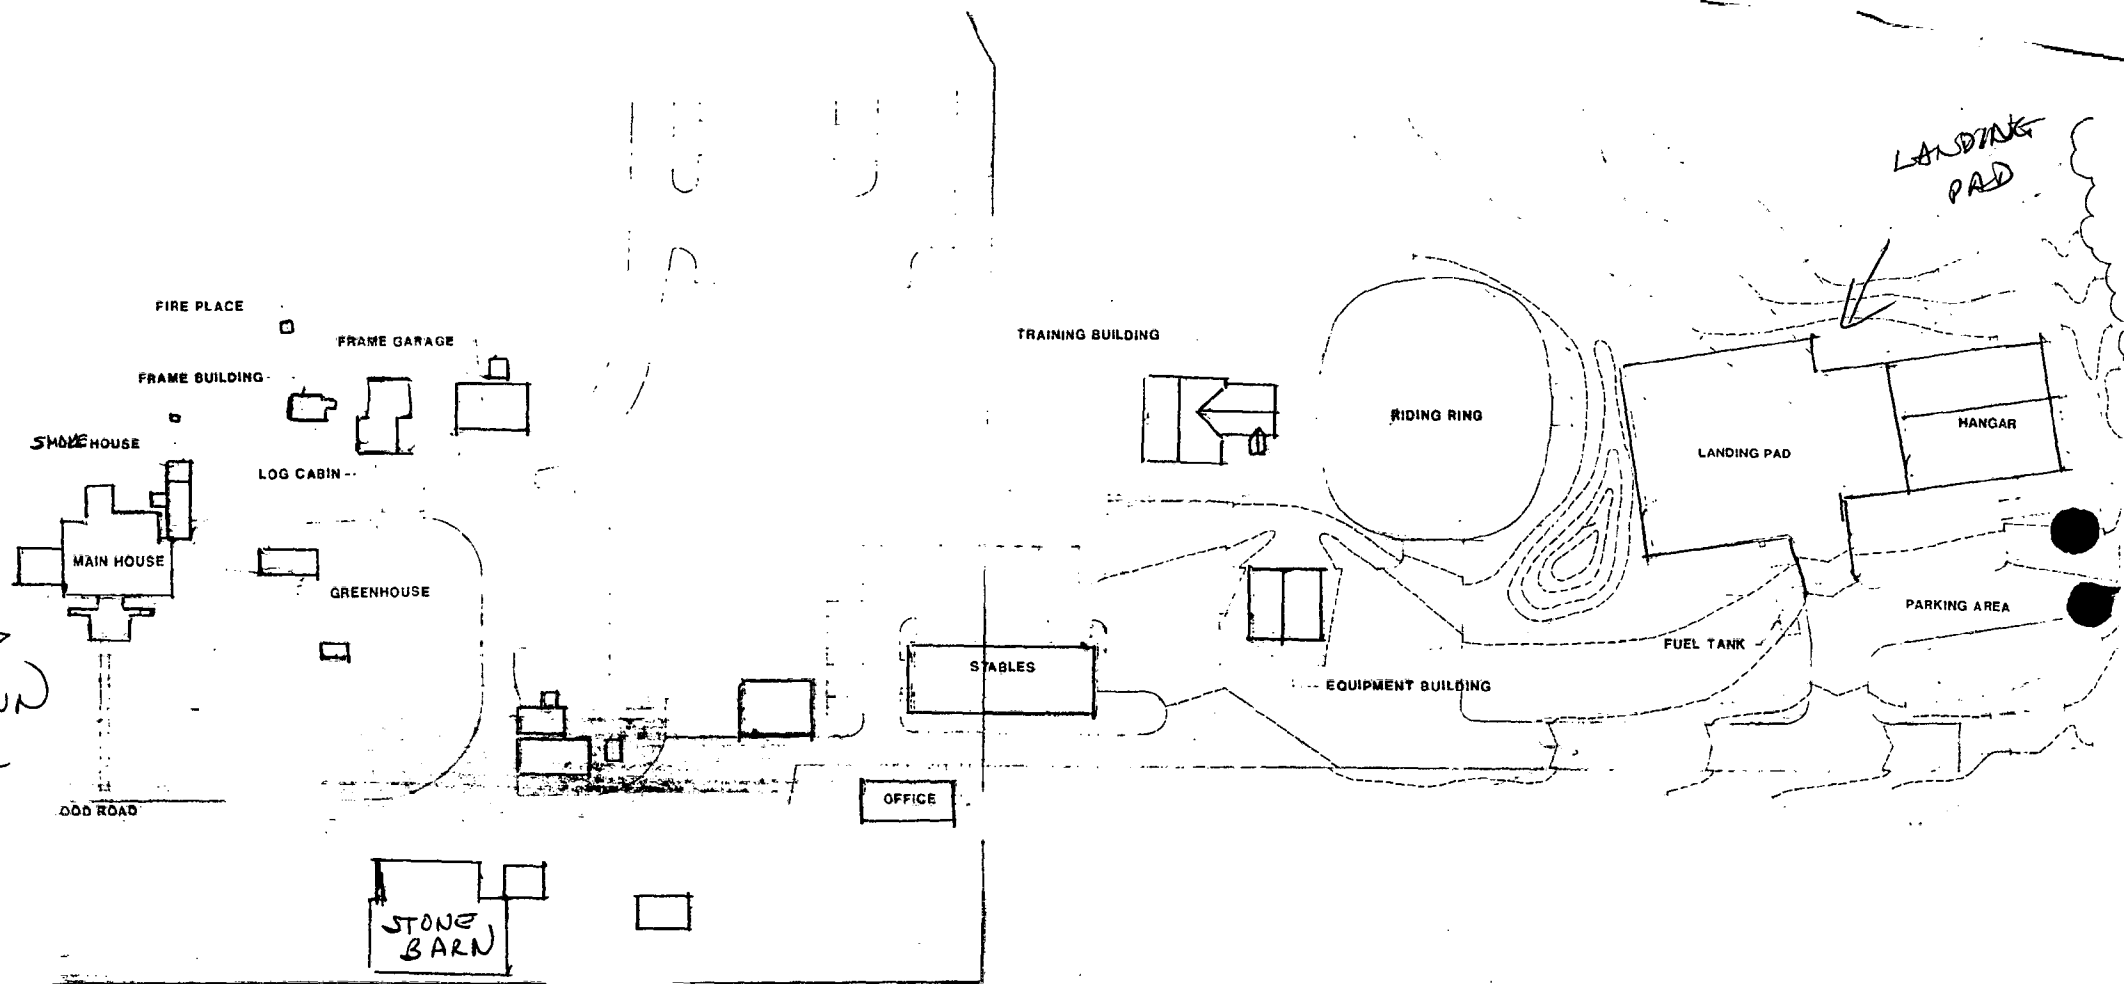 LANDING
PAD
FIRE PLACE
FRAME GARAGE
TRAINING BUILDING
FRAME BUILDING
RIDING RING
HANGAR
SMOKEHOUSE
LANDING PAD
LOG CABIN
MAIN HOUSE
GREENHOUSE
PARKING AREA
FUEL TANK
STABLES
EQUIPMENT BUILDING
OFFICE
ROAD
STONE
BARN